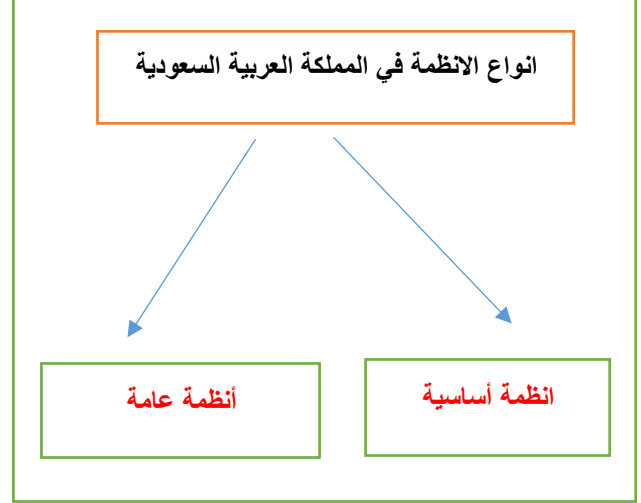 انواع الانظمة في المملكة العربية السعودية
انظمة أساسية
أنظمة عامة